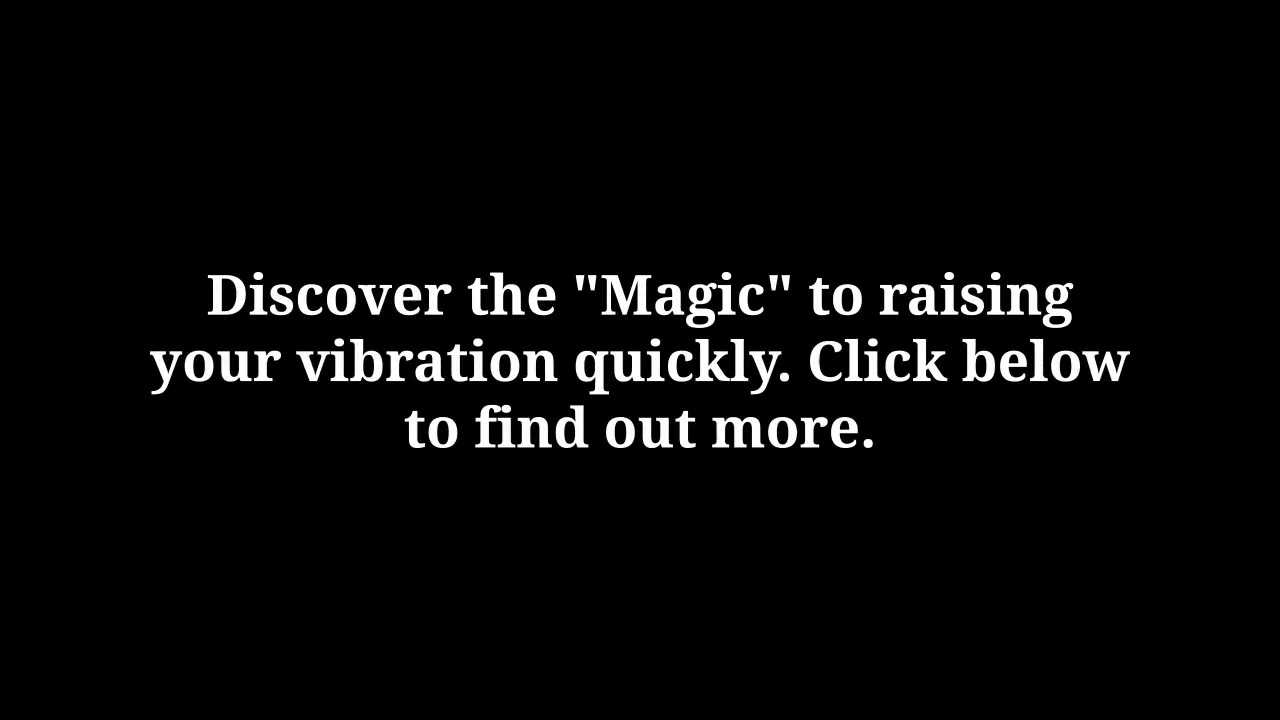 Discover the "Magic" to raising
your vibration quickly. Click below
to find out more.